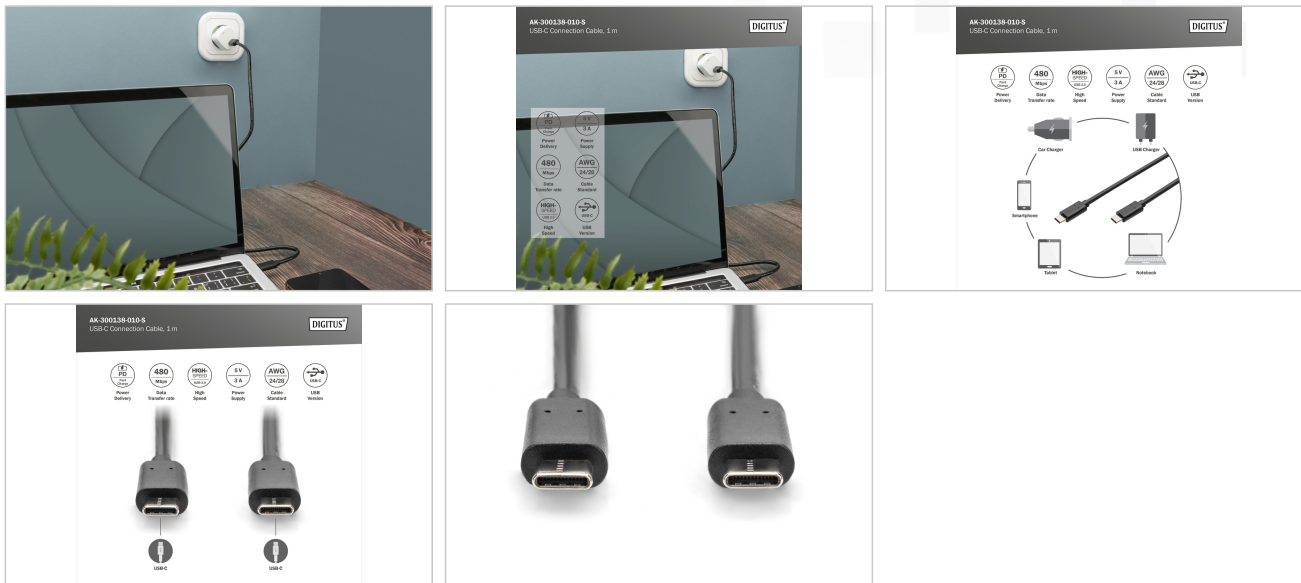 AK-300138-010-S
USB-C Connection Cable, 1 m
DIGITUS®
PD
5 V
3 A
Power
Delivery
Power
Supply
480
Mbps
AWG
24/28
Data
Transfer rate
Cable
Standard
HIGH-
SPEED
USB 2.0
USB-C
High
Speed
USB
Version
AK-300138-010-S
USB-C Connection Cable, 1 m
DIGITUS®
PD
Fast
Charge
480
Mbps
HIGH-
SPEED
USB 2.0
5 V
3 A
AWG
24/28
USB-C
Power
Delivery
Data
Transfer rate
High
Speed
Power
Supply
Cable
Standard
USB
Version
Car Charger
USB Charger
Smartphone
Tablet
Notebook
AK-300138-010-S
USB-C Connection Cable, 1 m
DIGITUS®
PD
Fast
Charge
480
Mbps
HIGH-
SPEED
USB 2.0
5 V
3 A
AWG
24/28
USB-C
Power
Delivery
Data
Transfer rate
High
Speed
Power
Supply
Cable
Standard
USB
Version
USB-C
USB-C